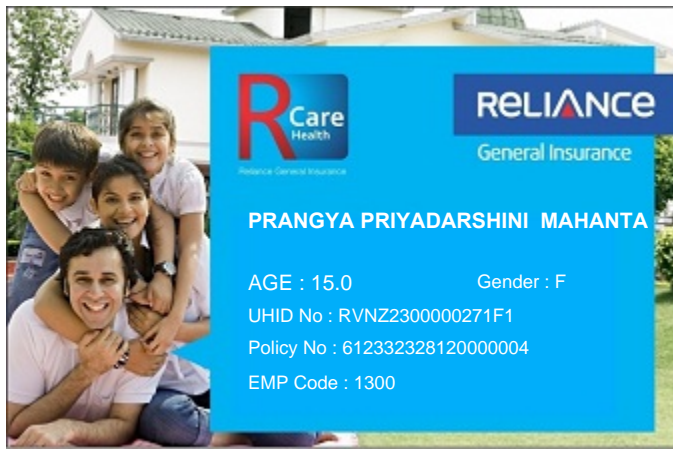 R Care
Health
Reliance General Insurance
RELIANCE
General Insurance
PRANGYA PRIYADARSHINI MAHANTA
AGE : 15.0 Gender : F
UHID No : RVNZ2300000271F1
Policy No : 612332328120000004
EMP Code : 1300